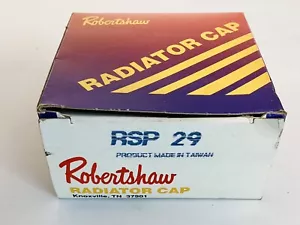 Robertshaw
RADIATOR CAP
RSP 29
PRODUCT MADE IN TAIWAN
Robertshaw
RADIATOR CAP
Knoxville, TN 37901